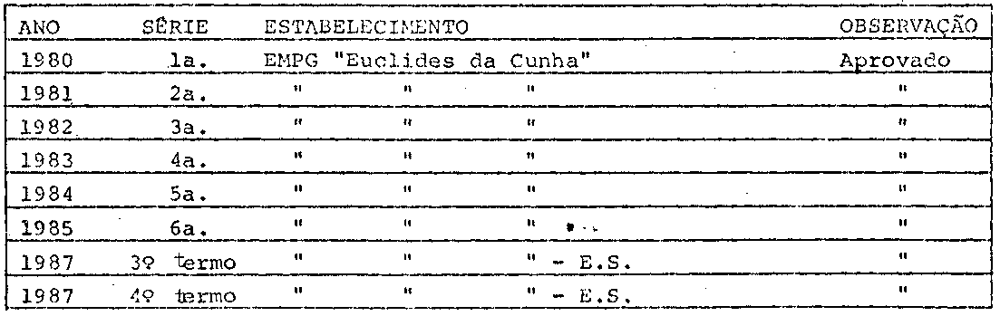 ANO SÉRIE ESTABELECIMENTO OBSERVAÇÃO
1980 1a. EMPG "Euclides da Cunha" Aprovado
1981 2a. " " " "
1982 3a. " " " "
1983 4a. " " " "
1984 5a. " " " "
1985 6a. " " " "
1987 3º termo " " " - E.S. "
1987 4º termo " " " - E.S. "